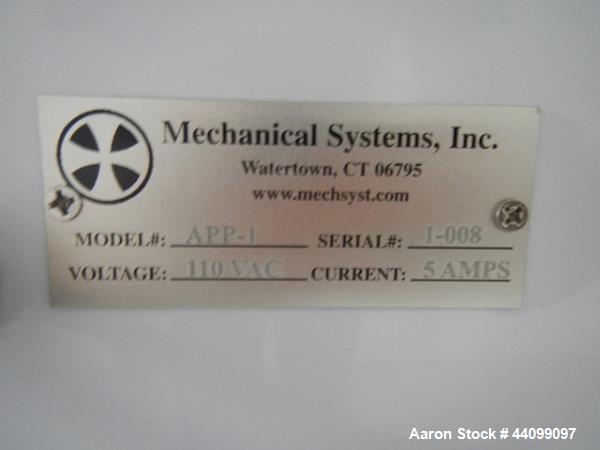 Mechanical Systems, Inc.
Watertown, CT 06795
www.mechsyst.com
MODEL#: APP-1 SERIAL#: 1-008
VOLTAGE: 110 VAC CURRENT: 5 AMPS
Aaron Stock # 44099097